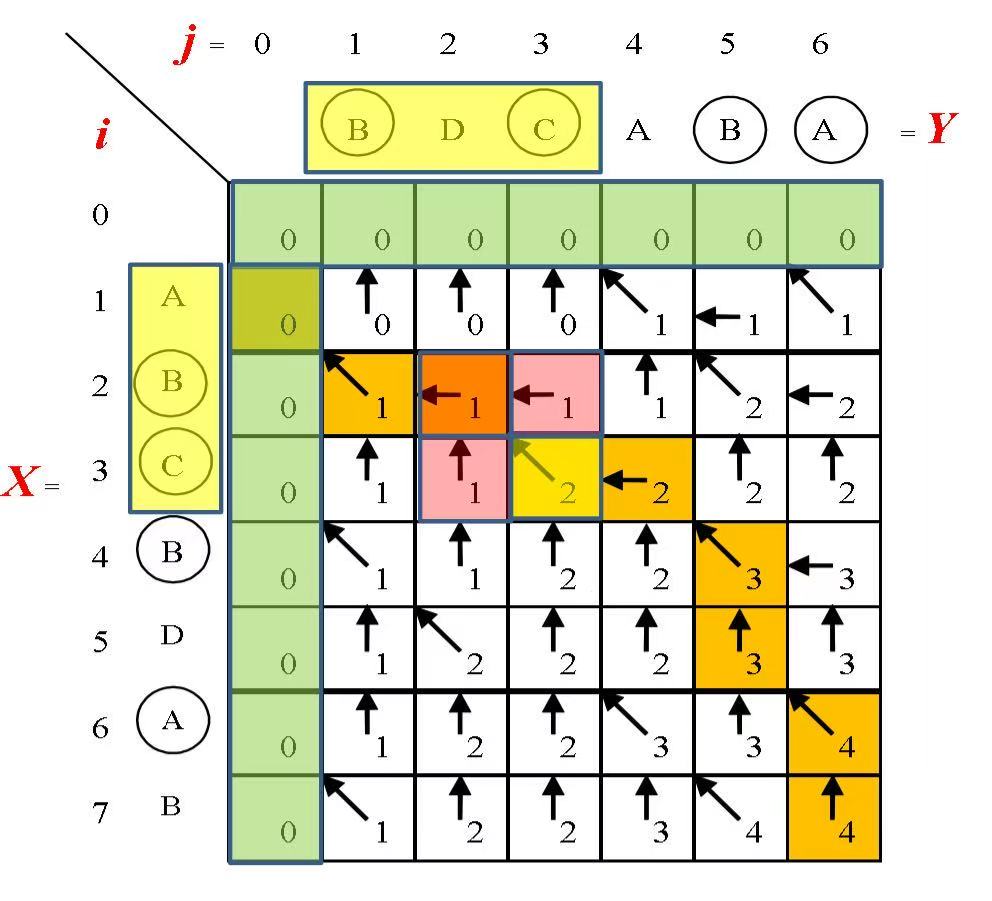 j = 0 1 2 3 4 5 6
i B D C A B A = Y
0 0 0 0 0 0 0 0
1 A 0 0 0 0 1 1 1
2 B 0 1 1 1 1 2 2
X = 3 C 0 1 1 2 2 2 2
4 B 0 1 1 2 2 3 3
5 D 0 1 2 2 2 3 3
6 A 0 1 2 2 3 3 4
7 B 0 1 2 2 3 4 4